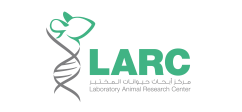 LARC
مركز أبحاث حيوانات المختبر
Laboratory Animal Research Center